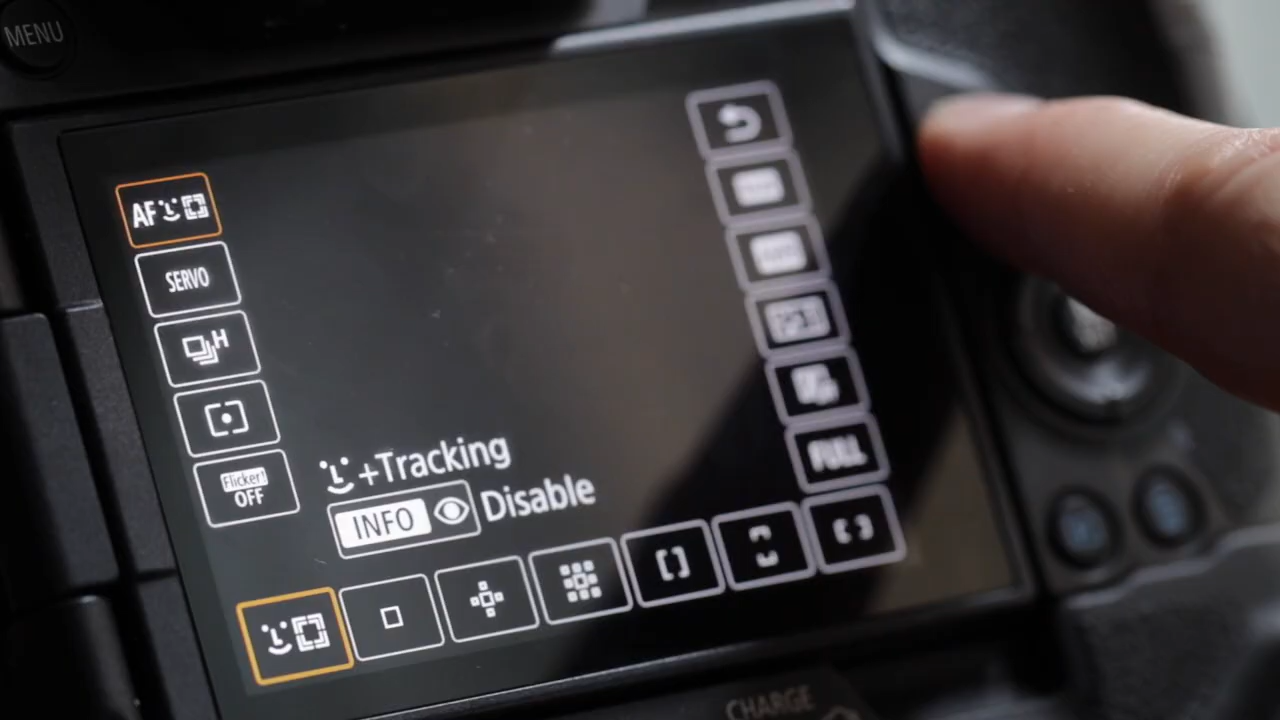 MENU
AF
SERVO
H
Flicker!
OFF
+Tracking
INFO Disable
FULL
CHARGE